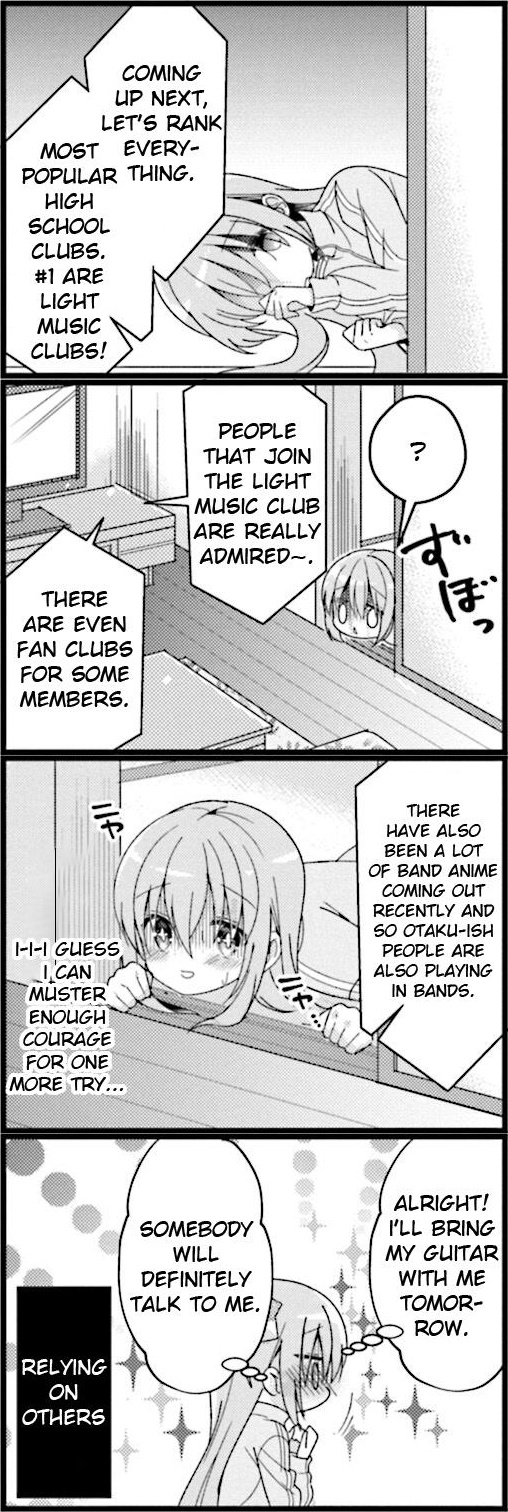 COMING
UP NEXT,
LET'S RANK
EVERY-
THING.
MOST
POPULAR
HIGH
SCHOOL
CLUBS.
#1 ARE
LIGHT
MUSIC
CLUBS!
?
ずぼっ
PEOPLE
THAT JOIN
THE LIGHT
MUSIC CLUB
ARE REALLY
ADMIRED~.
THERE
ARE EVEN
FAN CLUBS
FOR SOME
MEMBERS.
THERE
HAVE ALSO
BEEN A LOT
OF BAND ANIME
COMING OUT
RECENTLY AND
SO OTAKU-ISH
PEOPLE ARE
ALSO PLAYING
IN BANDS.
ニヤ
ニヤ...
I-I-I GUESS
I CAN
MUSTER
ENOUGH
COURAGE
FOR ONE
MORE TRY...
ALRIGHT!
I'LL BRING
MY GUITAR
WITH ME
TOMOR-
ROW.
SOMEBODY
WILL
DEFINITELY
TALK TO ME.
RELYING
ON
OTHERS